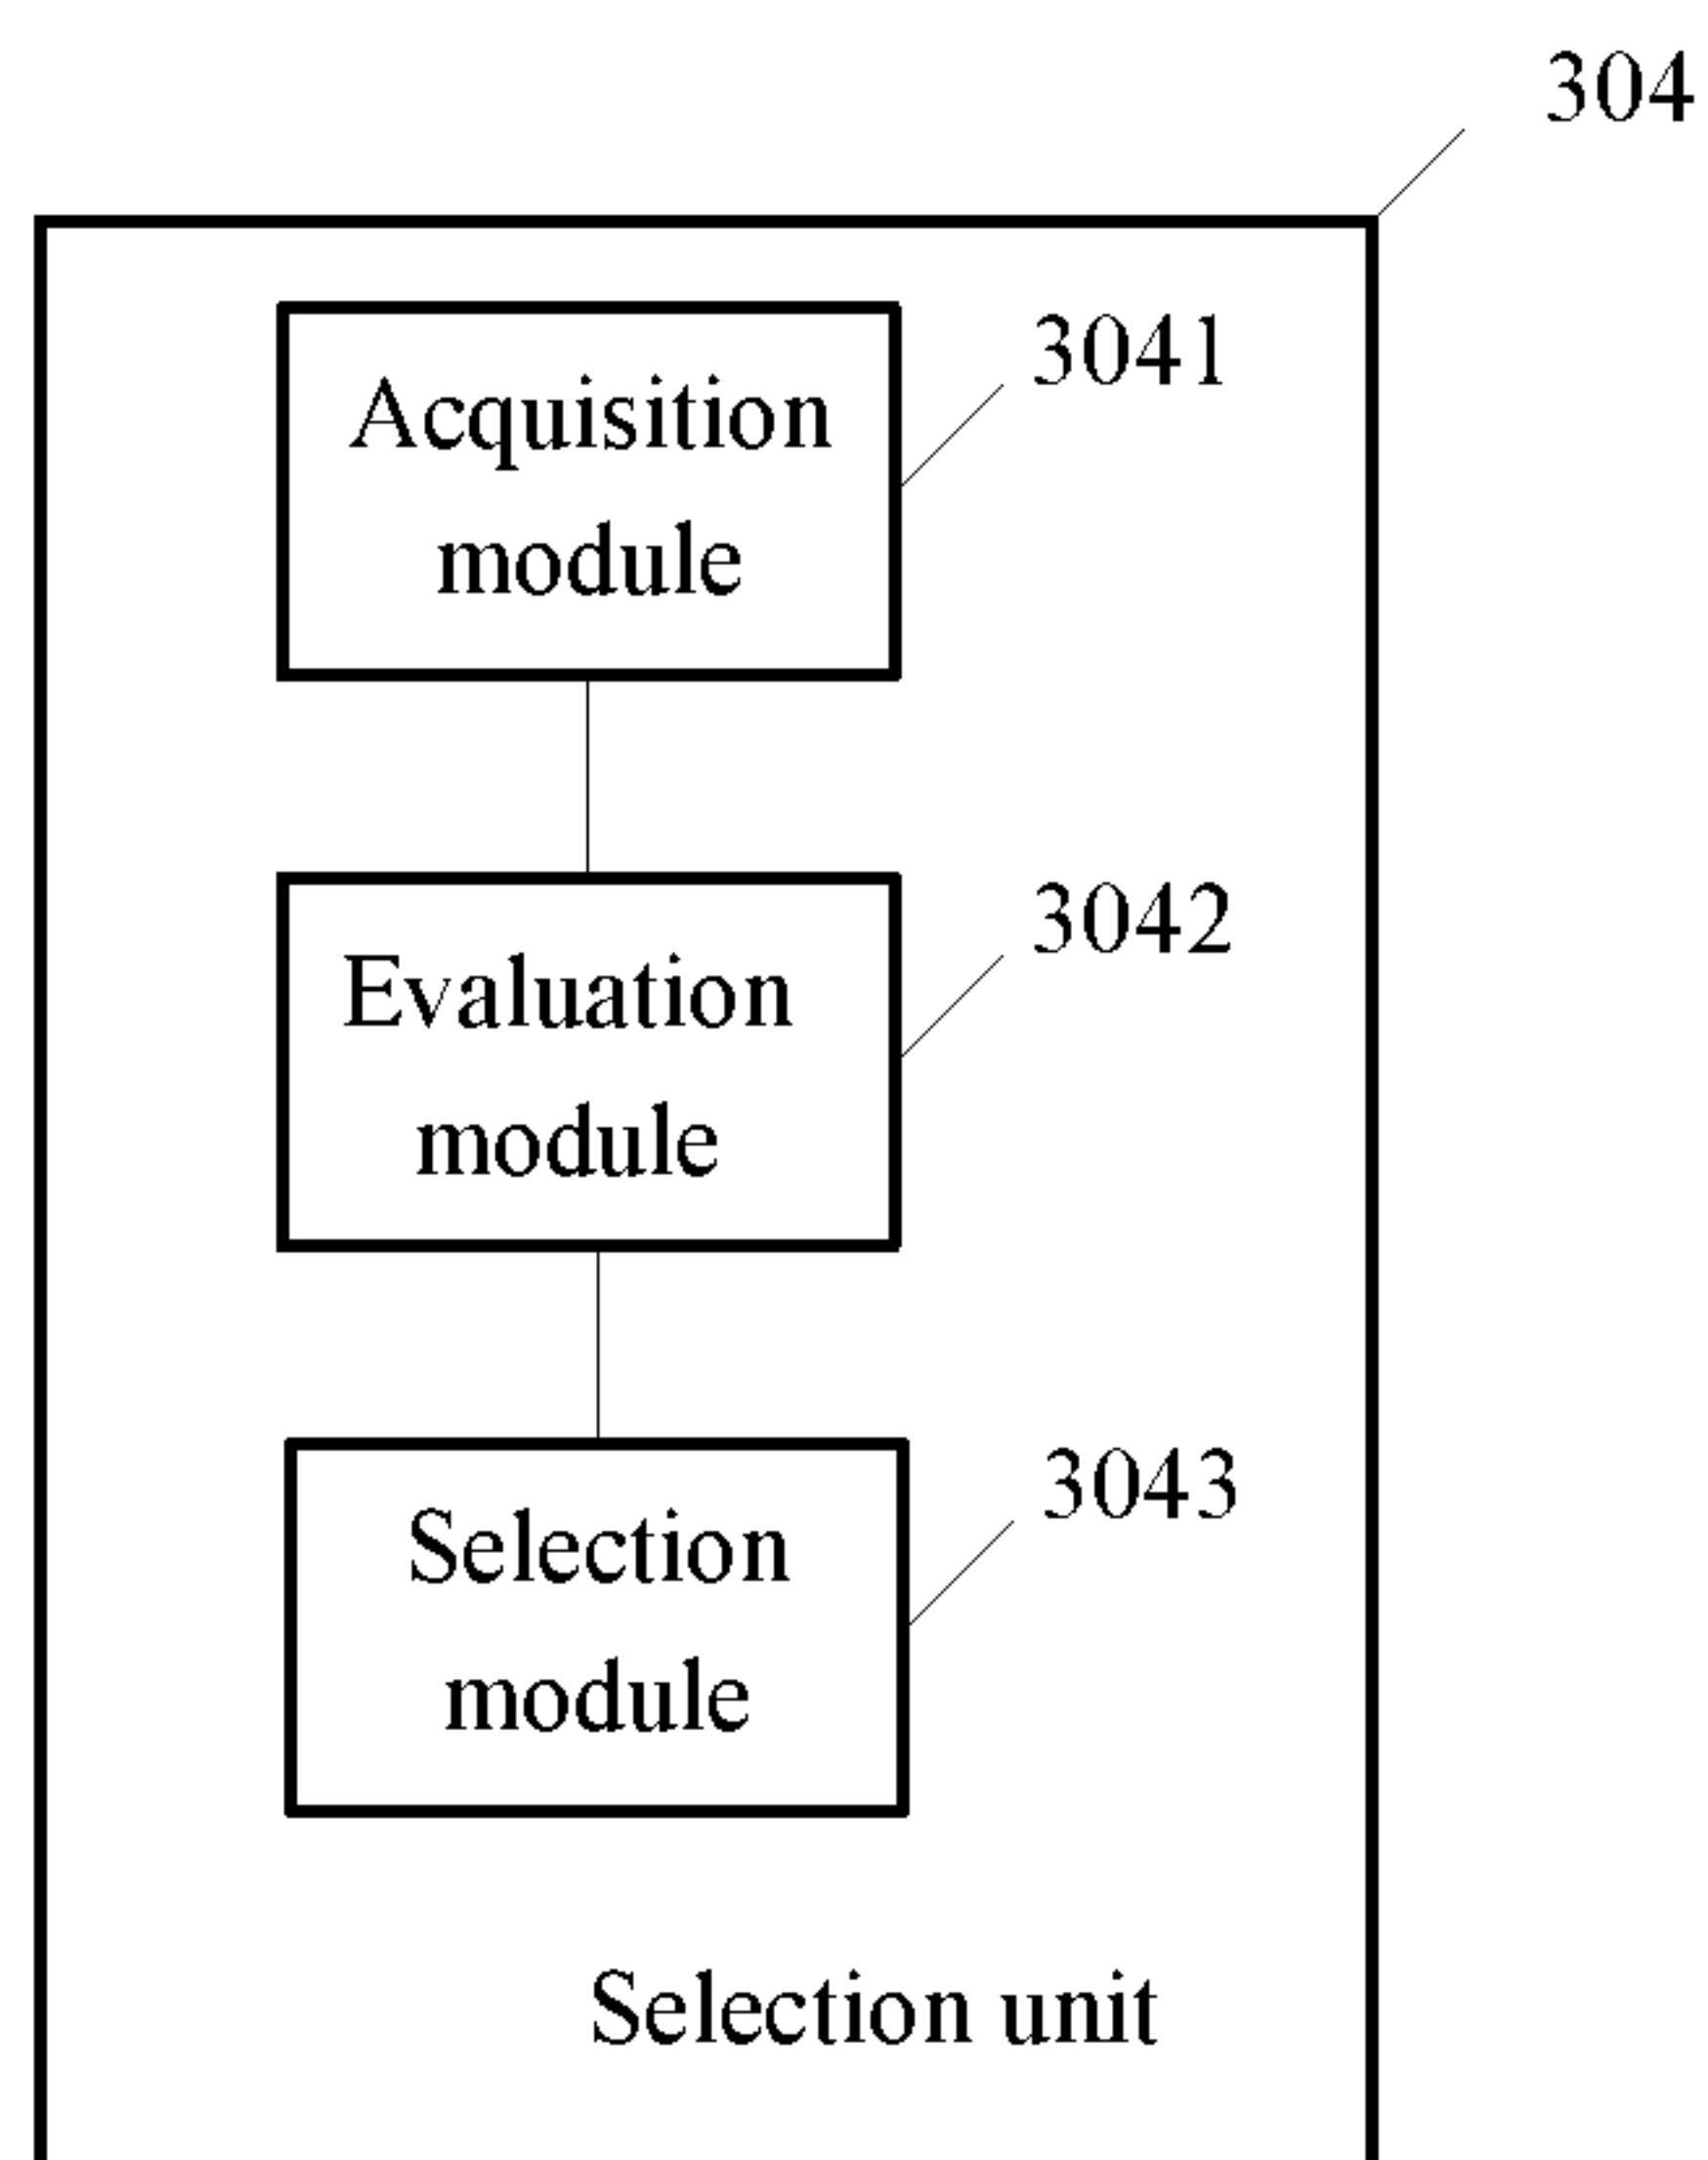 304
3041
Acquisition
module
3042
Evaluation
module
3043
Selection
module
Selection unit